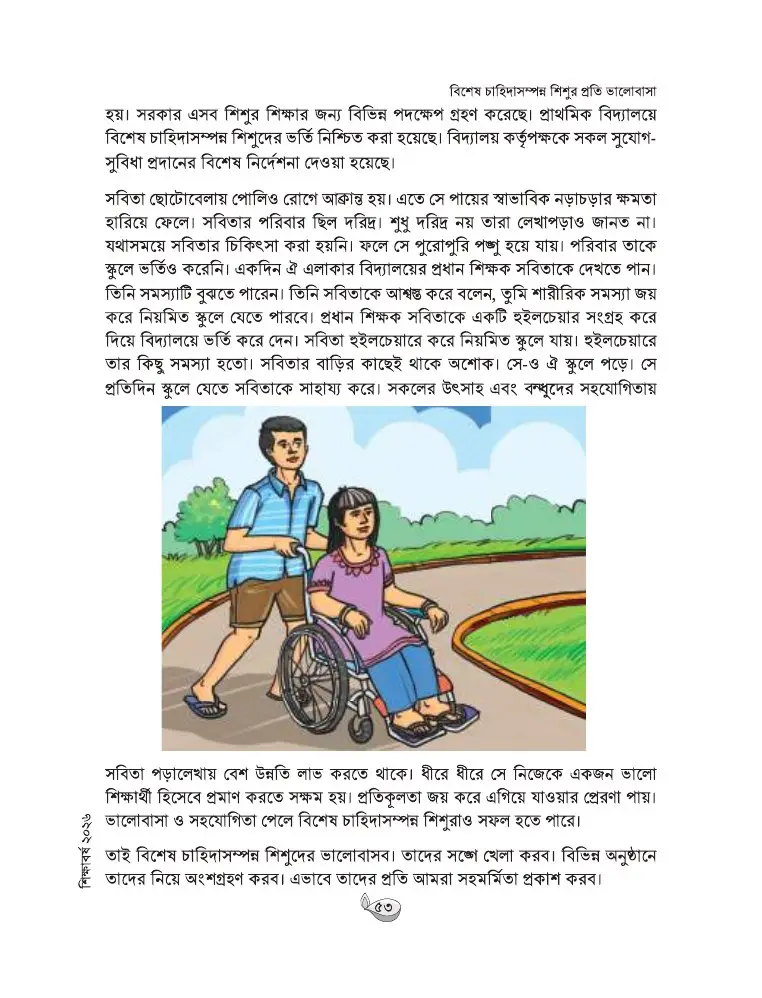 বিশেষ চাহিদাসম্পন্ন শিশুর প্রতি ভালোবাসা
হয়। সরকার এসব শিশুর শিক্ষার জন্য বিভিন্ন পদক্ষেপ গ্রহণ করেছে। প্রাথমিক বিদ্যালয়ে
বিশেষ চাহিদাসম্পন্ন শিশুদের ভর্তি নিশ্চিত করা হয়েছে। বিদ্যালয় কর্তৃপক্ষকে সকল সুযোগ-
সুবিধা প্রদানের বিশেষ নির্দেশনা দেওয়া হয়েছে।
সবিতা ছোটোবেলায় পোলিও রোগে আক্রান্ত হয়। এতে সে পায়ের স্বাভাবিক নড়াচড়ার ক্ষমতা
হারিয়ে ফেলে। সবিতার পরিবার ছিল দরিদ্র। শুধু দরিদ্র নয় তারা লেখাপড়াও জানত না।
যথাসময়ে সবিতার চিকিৎসা করা হয়নি। ফলে সে পুরোপুরি পঙ্গু হয়ে যায়। পরিবার তাকে
স্কুলে ভর্তিও করেনি। একদিন ঐ এলাকার বিদ্যালয়ের প্রধান শিক্ষক সবিতাকে দেখতে পান।
তিনি সমস্যাটি বুঝতে পারেন। তিনি সবিতাকে আশ্বস্ত করে বলেন, তুমি শারীরিক সমস্যা জয়
করে নিয়মিত স্কুলে যেতে পারবে। প্রধান শিক্ষক সবিতাকে একটি হুইলচেয়ার সংগ্রহ করে
দিয়ে বিদ্যালয়ে ভর্তি করে দেন। সবিতা হুইলচেয়ারে করে নিয়মিত স্কুলে যায়। হুইলচেয়ারে
তার কিছু সমস্যা হতো। সবিতার বাড়ির কাছেই থাকে অশোক। সে-ও ঐ স্কুলে পড়ে। সে
প্রতিদিন স্কুলে যেতে সবিতাকে সাহায্য করে। সকলের উৎসাহ এবং বন্ধুদের সহযোগিতায়
সবিতা পড়ালেখায় বেশ উন্নতি লাভ করতে থাকে। ধীরে ধীরে সে নিজেকে একজন ভালো
শিক্ষার্থী হিসেবে প্রমাণ করতে সক্ষম হয়। প্রতিকূলতা জয় করে এগিয়ে যাওয়ার প্রেরণা পায়।
ভালোবাসা ও সহযোগিতা পেলে বিশেষ চাহিদাসম্পন্ন শিশুরাও সফল হতে পারে।
তাই বিশেষ চাহিদাসম্পন্ন শিশুদের ভালোবাসব। তাদের সঙ্গে খেলা করব। বিভিন্ন অনুষ্ঠানে
তাদের নিয়ে অংশগ্রহণ করব। এভাবে তাদের প্রতি আমরা সহমর্মিতা প্রকাশ করব।
শিক্ষাবর্ষ ২০২৬
৫৩